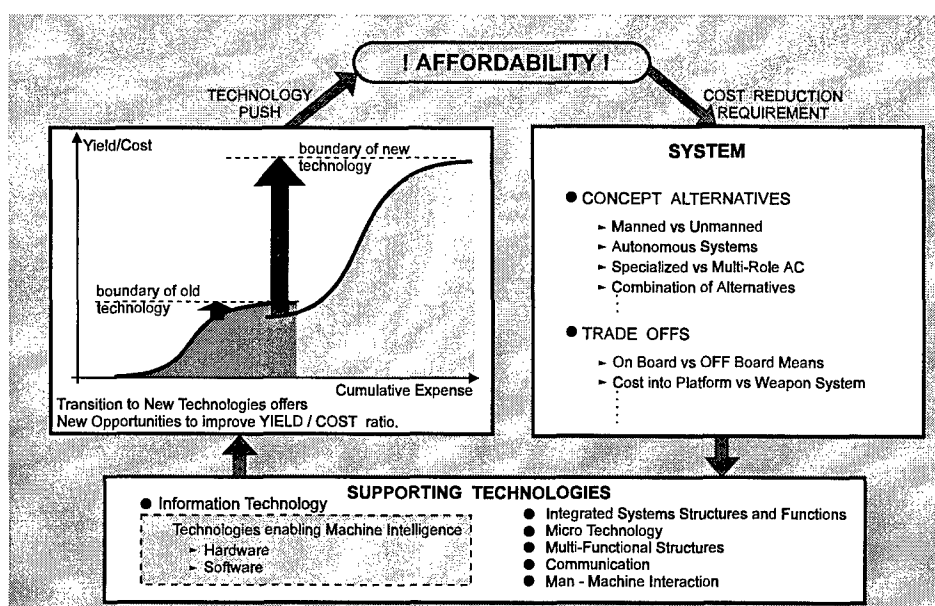 ! AFFORDABILITY !
TECHNOLOGY
PUSH
COST REDUCTION
REQUIREMENT
Yield/Cost
boundary of new
technology
boundary of old
technology
Cumulative Expense
Transition to New Technologies offers
New Opportunities to improve YIELD / COST ratio.
SYSTEM
● CONCEPT ALTERNATIVES
► Manned vs Unmanned
► Autonomous Systems
► Specialized vs Multi-Role AC
► Combination of Alternatives
● TRADE OFFS
► On Board vs OFF Board Means
► Cost into Platform vs Weapon System
SUPPORTING TECHNOLOGIES
● Information Technology
Technologies enabling Machine Intelligence
► Hardware
► Software
● Integrated Systems Structures and Functions
● Micro Technology
● Multi-Functional Structures
● Communication
● Man - Machine Interaction